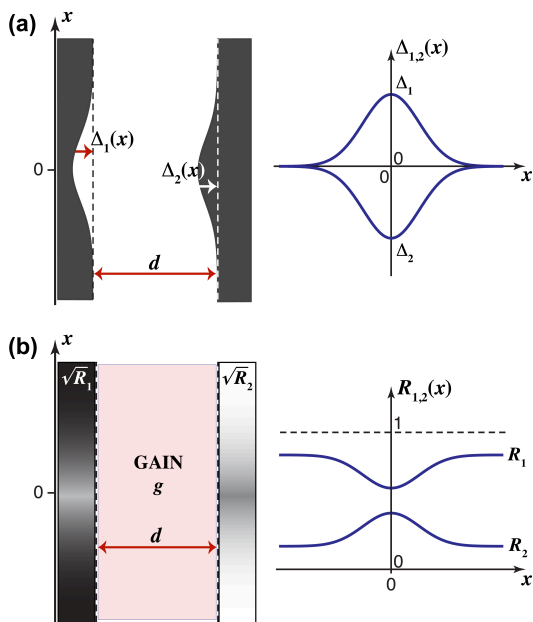 (a)
x
Δ₁(x)
0
Δ₂(x)
d
Δ₁,₂(x)
Δ₁
0
0
x
Δ₂
(b)
x
√R₁
√R₂
GAIN
g
0
d
R₁,₂(x)
1
R₁
R₂
0
0
x